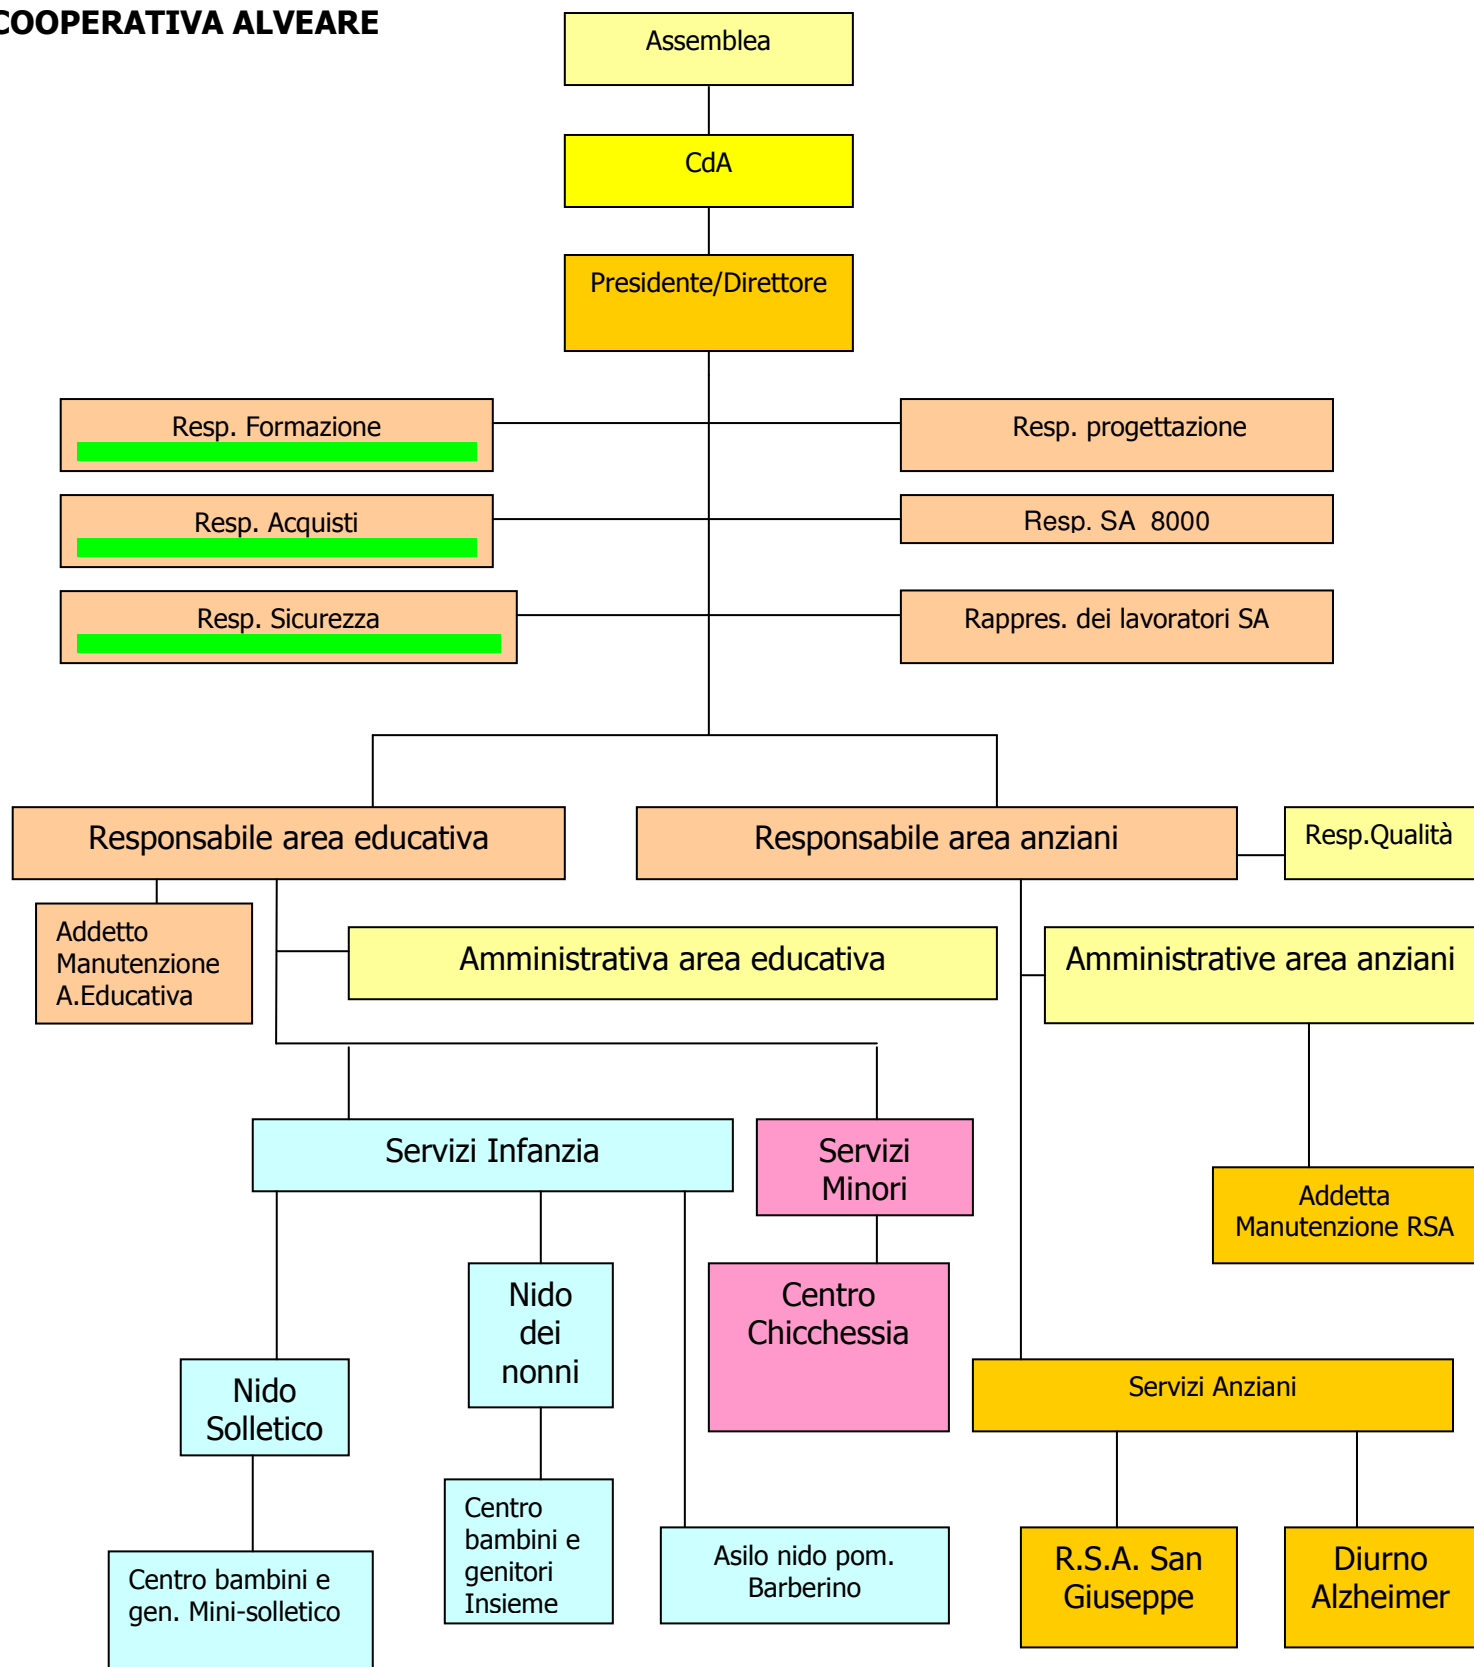 COOPERATIVA ALVEARE
Assemblea
CdA
Presidente/Direttore
Resp. Formazione
Resp. progettazione
Resp. Acquisti
Resp. SA 8000
Resp. Sicurezza
Rappres. dei lavoratori SA
Responsabile area educativa
Responsabile area anziani
Resp.Qualità
Addetto
Manutenzione
A.Educativa
Amministrativa area educativa
Amministrative area anziani
Servizi Infanzia
Servizi
Minori
Addetta
Manutenzione RSA
Nido
dei
nonni
Centro
Chicchessia
Nido
Solletico
Servizi Anziani
Centro
bambini e
genitori
Insieme
Asilo nido pom.
Barberino
R.S.A. San
Giuseppe
Diurno
Alzheimer
Centro bambini e
gen. Mini-solletico